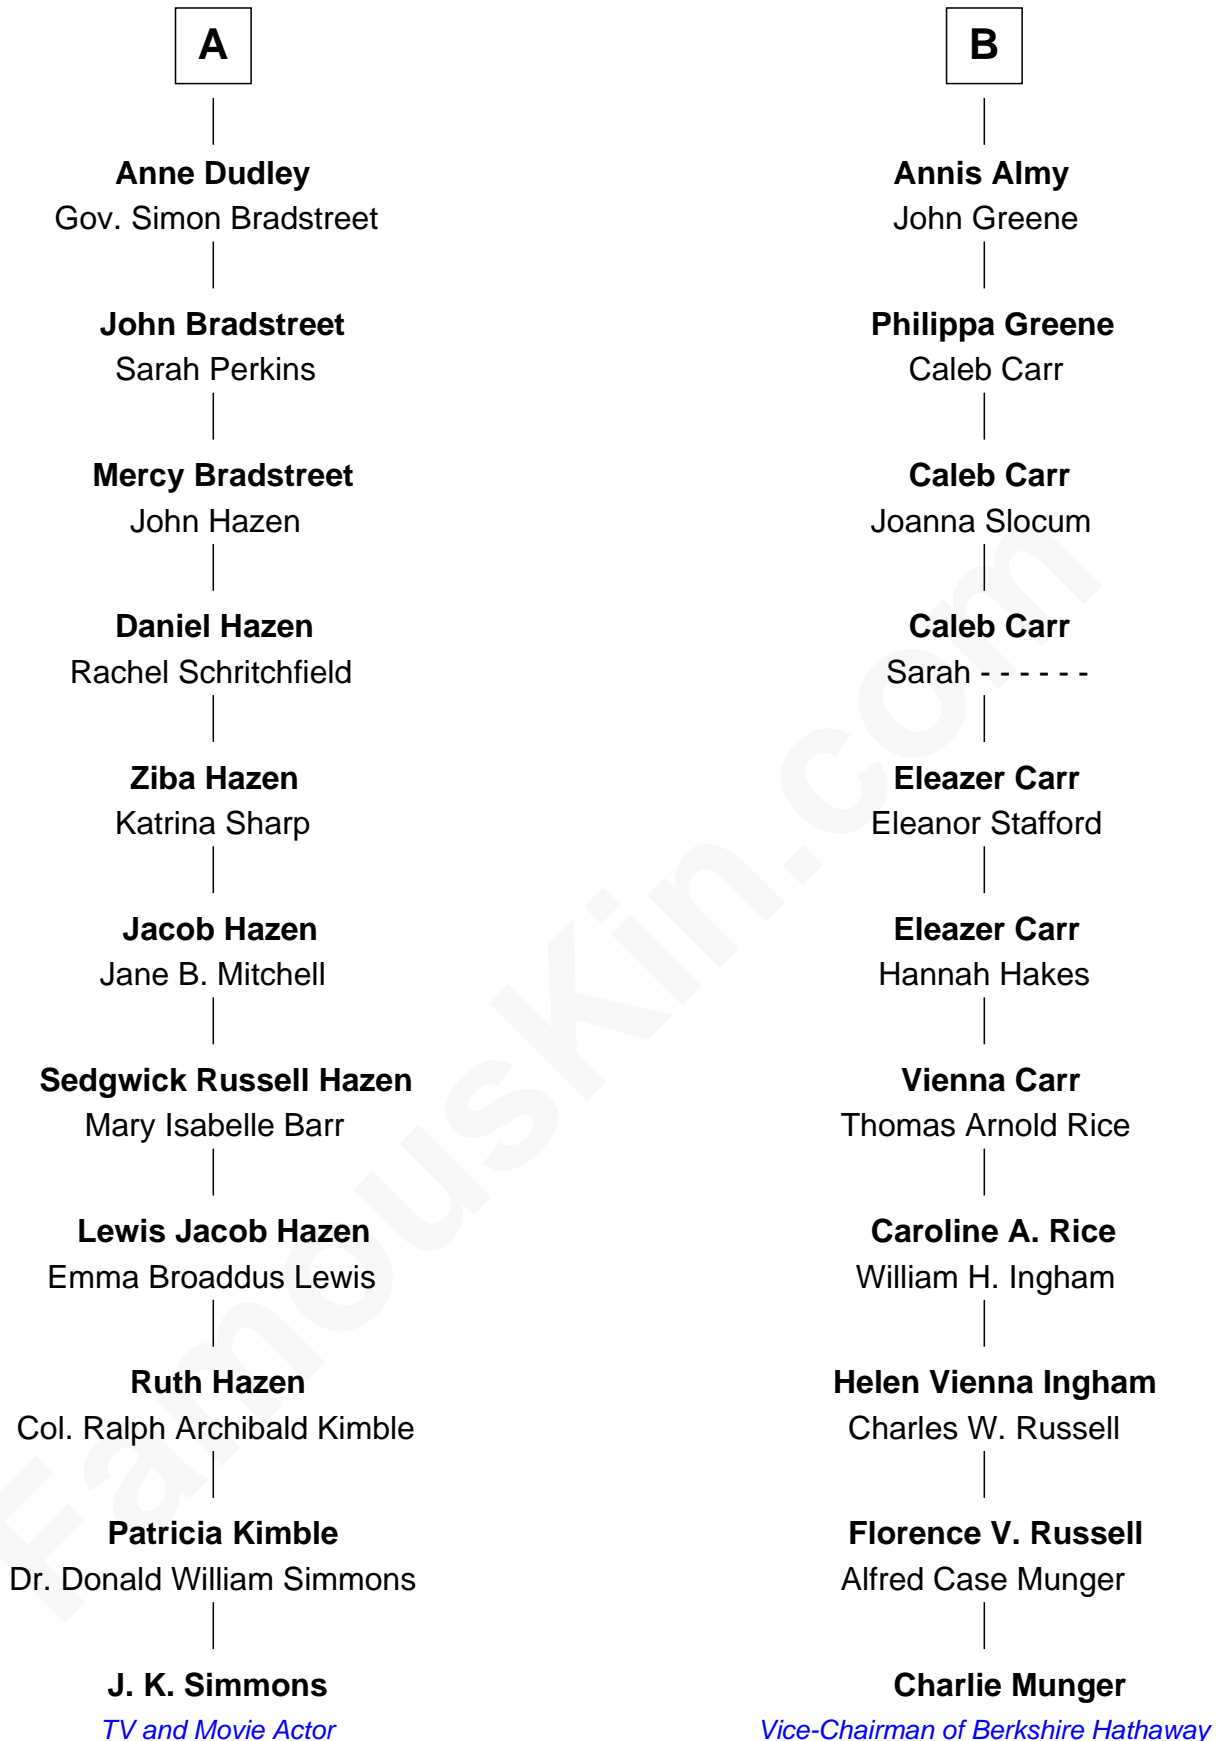 A
Anne Dudley
Gov. Simon Bradstreet
John Bradstreet
Sarah Perkins
Mercy Bradstreet
John Hazen
Daniel Hazen
Rachel Schritchfield
Ziba Hazen
Katrina Sharp
Jacob Hazen
Jane B. Mitchell
Sedgwick Russell Hazen
Mary Isabelle Barr
Lewis Jacob Hazen
Emma Broaddus Lewis
Ruth Hazen
Col. Ralph Archibald Kimble
Patricia Kimble
Dr. Donald William Simmons
J. K. Simmons
TV and Movie Actor
B
Annis Almy
John Greene
Philippa Greene
Caleb Carr
Caleb Carr
Joanna Slocum
Caleb Carr
Sarah - - - - - -
Eleazer Carr
Eleanor Stafford
Eleazer Carr
Hannah Hakes
Vienna Carr
Thomas Arnold Rice
Caroline A. Rice
William H. Ingham
Helen Vienna Ingham
Charles W. Russell
Florence V. Russell
Alfred Case Munger
Charlie Munger
Vice-Chairman of Berkshire Hathaway
FamousKin.com